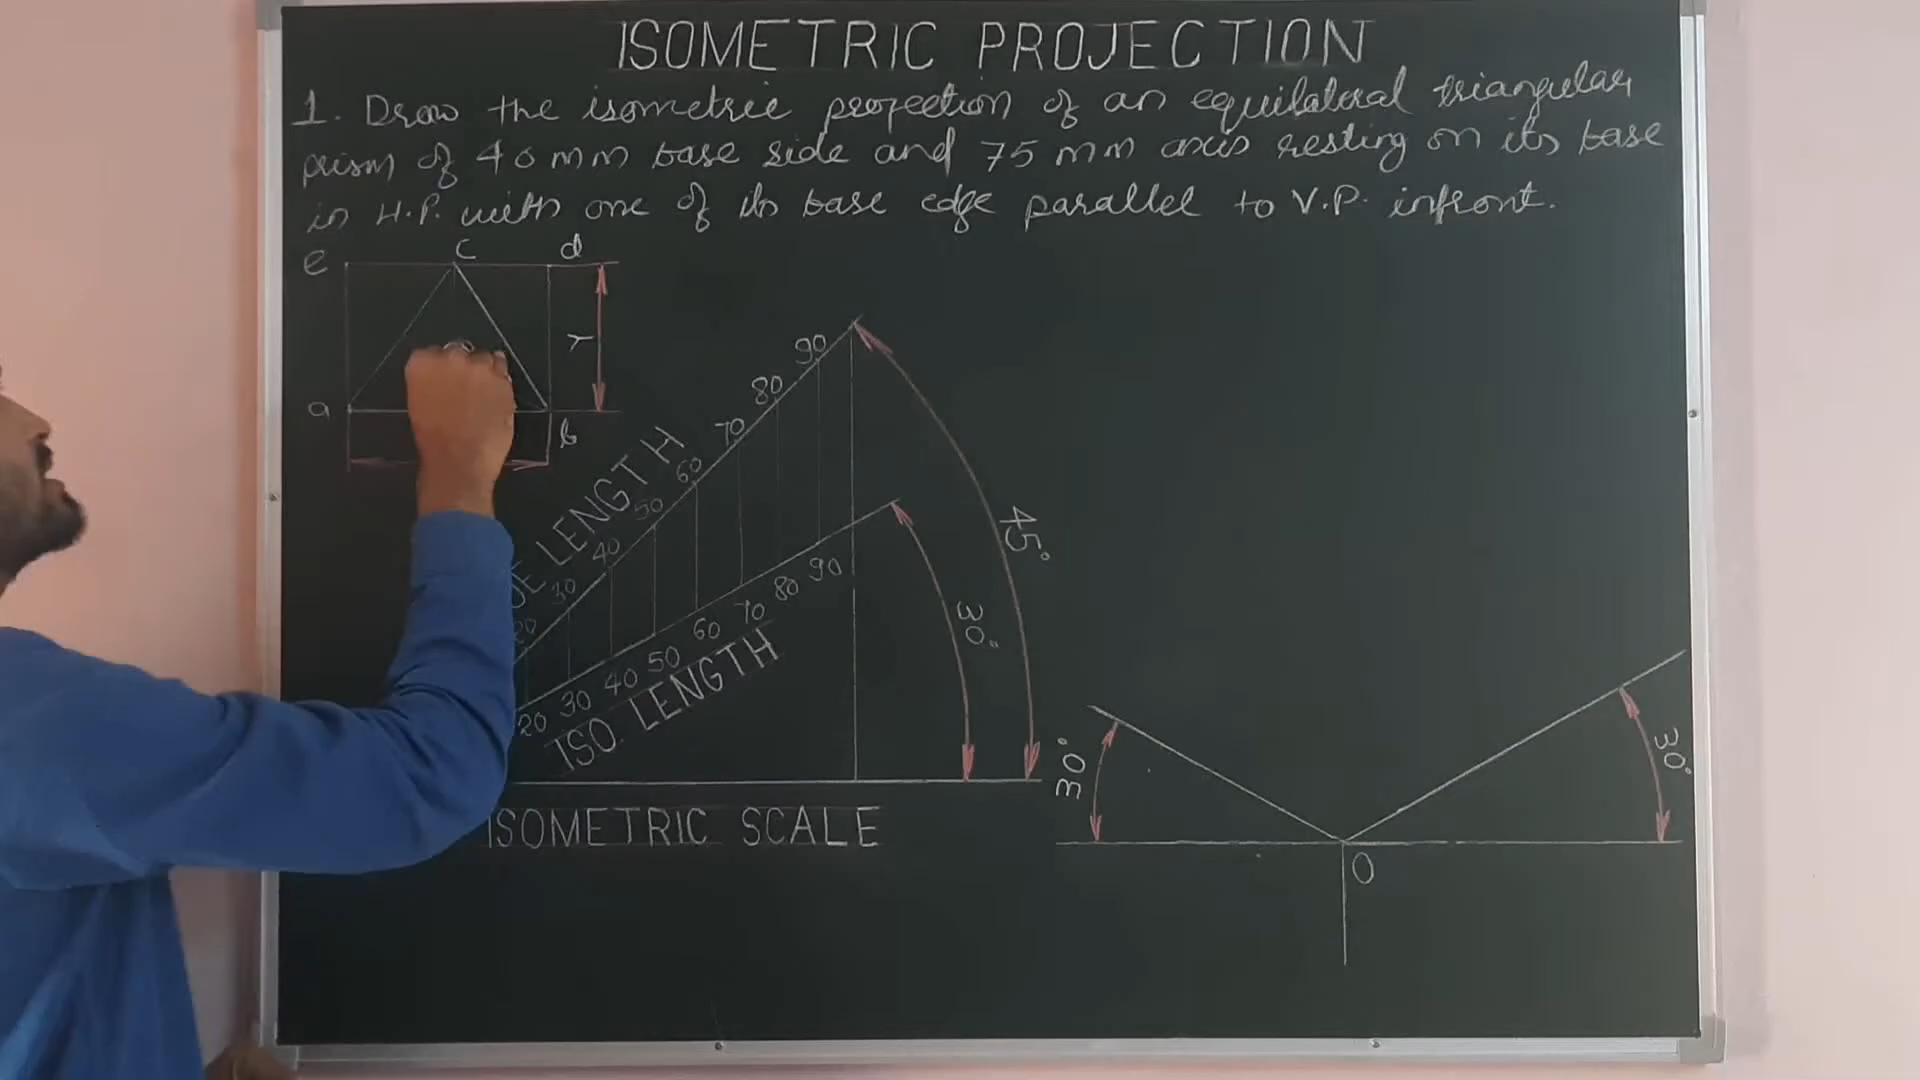 ISOMETRIC PROJECTION
1. Draw the isometric projection of an equilateral triangular
prism of 40 mm base side and 75 mm axis resting on its base
in H.P. with one of its base edge parallel to V.P. infront.
e c d
Y
a b
LENGTH
20 30 40 50 60 70 80 90
20 30 40 50 60 70 80 90
ISO. LENGTH
45°
30°
ISOMETRIC SCALE
30°
30°
O